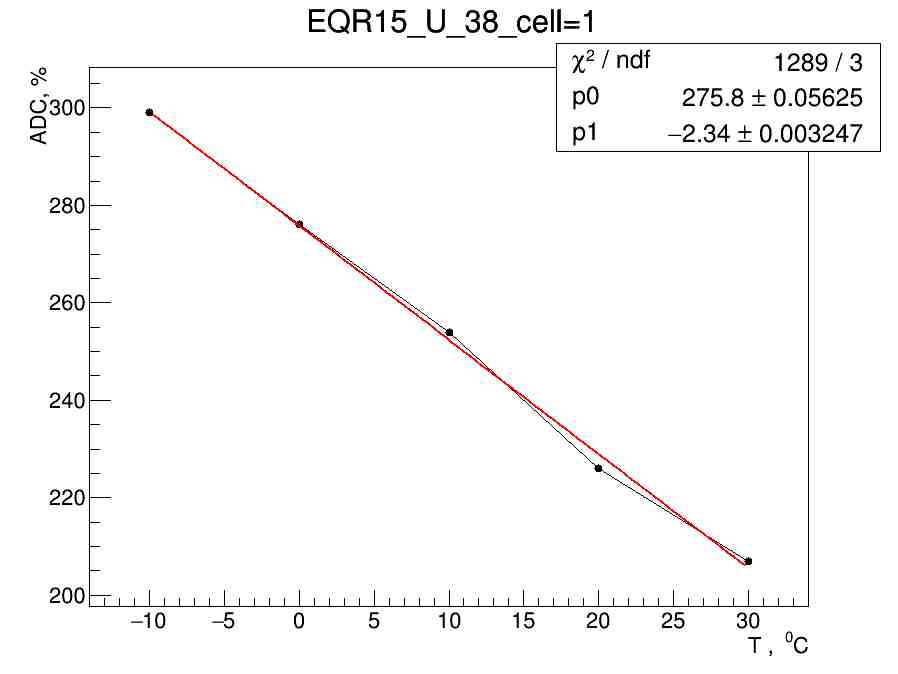 EQR15_U_38_cell=1
χ² / ndf 1289 / 3
p0 275.8 ± 0.05625
p1 −2.34 ± 0.003247
ADC, %
300
280
260
240
220
200
−10 −5 0 5 10 15 20 25 30
T , ⁰C